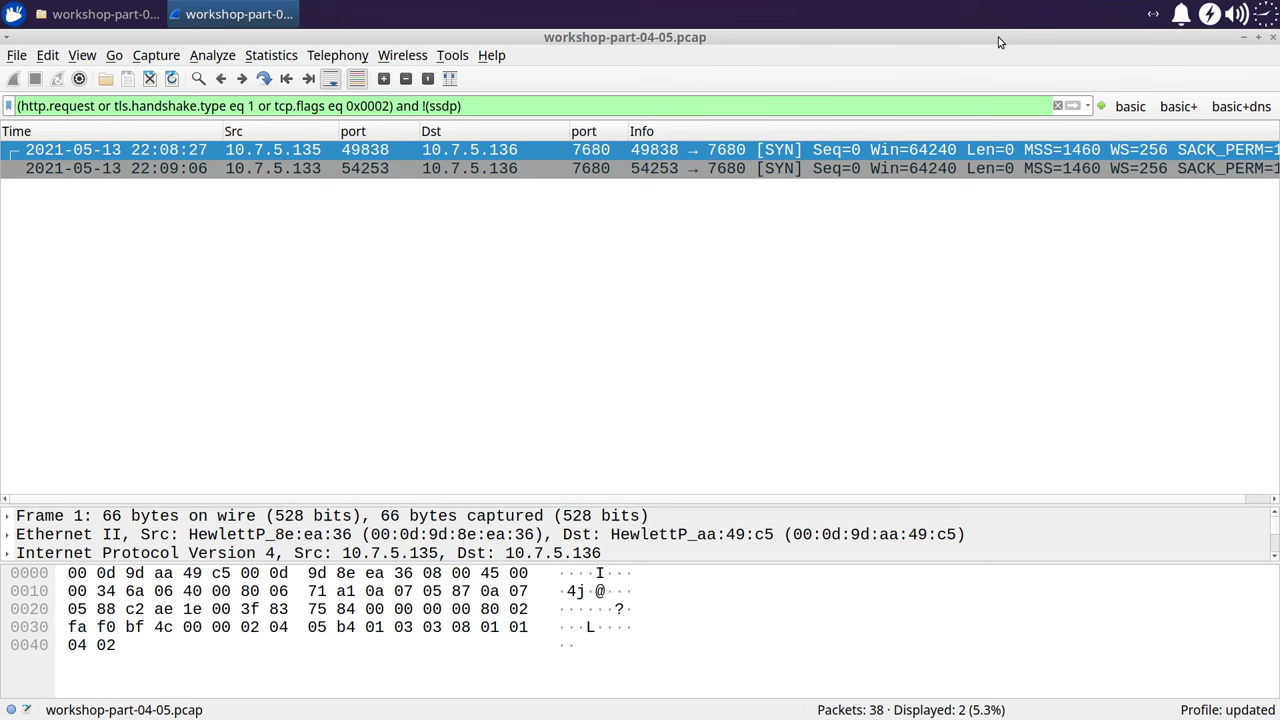 workshop-part-0... workshop-part-0...
workshop-part-04-05.pcap
File Edit View Go Capture Analyze Statistics Telephony Wireless Tools Help
(http.request or tls.handshake.type eq 1 or tcp.flags eq 0x0002) and !(ssdp) basic basic+ basic+dns
Time Src port Dst port Info
2021-05-13 22:08:27 10.7.5.135 49838 10.7.5.136 7680 49838 → 7680 [SYN] Seq=0 Win=64240 Len=0 MSS=1460 WS=256 SACK_PERM=1
2021-05-13 22:09:06 10.7.5.133 54253 10.7.5.136 7680 54253 → 7680 [SYN] Seq=0 Win=64240 Len=0 MSS=1460 WS=256 SACK_PERM=1
Frame 1: 66 bytes on wire (528 bits), 66 bytes captured (528 bits)
Ethernet II, Src: HewlettP_8e:ea:36 (00:0d:9d:8e:ea:36), Dst: HewlettP_aa:49:c5 (00:0d:9d:aa:49:c5)
Internet Protocol Version 4, Src: 10.7.5.135, Dst: 10.7.5.136
0000 00 0d 9d aa 49 c5 00 0d 9d 8e ea 36 08 00 45 00 ····I···
0010 00 34 6a 06 40 00 80 06 71 a1 0a 07 05 87 0a 07 ·4j·@···
0020 05 88 c2 ae 1e 00 3f 83 75 84 00 00 00 00 80 02 ······?·
0030 fa f0 bf 4c 00 00 02 04 05 b4 01 03 03 08 01 01 ···L····
0040 04 02 ··
workshop-part-04-05.pcap Packets: 38 · Displayed: 2 (5.3%) Profile: updated